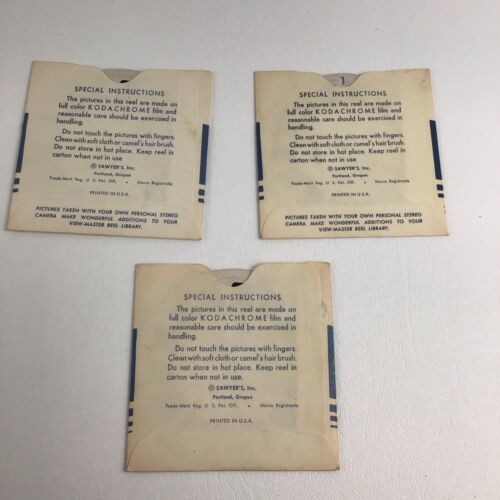 SPECIAL INSTRUCTIONS
The pictures in this reel are made on
full color KODACHROME film and
reasonable care should be exercised in
handling.
Do not touch the pictures with fingers.
Clean with soft cloth or camel's hair brush.
Do not store in hot place. Keep reel in
carton when not in use
SAWYER'S, Inc.
Portland, Oregon
Trade-Mark Reg. U. S. Pat. Off. • Marca Registrada
PRINTED IN U.S.A.
PICTURES TAKEN WITH YOUR OWN PERSONAL STEREO
CAMERA MAKE WONDERFUL ADDITIONS TO YOUR
VIEW-MASTER REEL LIBRARY.
1
SPECIAL INSTRUCTIONS
The pictures in this reel are made on
full color KODACHROME film and
reasonable care should be exercised in
handling.
Do not touch the pictures with fingers.
Clean with soft cloth or camel's hair brush.
Do not store in hot place. Keep reel in
carton when not in use
SAWYER'S, Inc.
Portland, Oregon
Trade-Mark Reg. U. S. Pat. Off. • Marca Registrada
PRINTED IN U.S.A.
PICTURES TAKEN WITH YOUR OWN PERSONAL STEREO
CAMERA MAKE WONDERFUL ADDITIONS TO YOUR
VIEW-MASTER REEL LIBRARY.
SPECIAL INSTRUCTIONS
The pictures in this reel are made on
full color KODACHROME film and
reasonable care should be exercised in
handling.
Do not touch the pictures with fingers.
Clean with soft cloth or camel's hair brush.
Do not store in hot place. Keep reel in
carton when not in use.
SAWYER'S, Inc.
Portland, Oregon
Trade-Mark Reg. U S. Pat. Off. • Marca Registrada
PRINTED IN U.S.A.